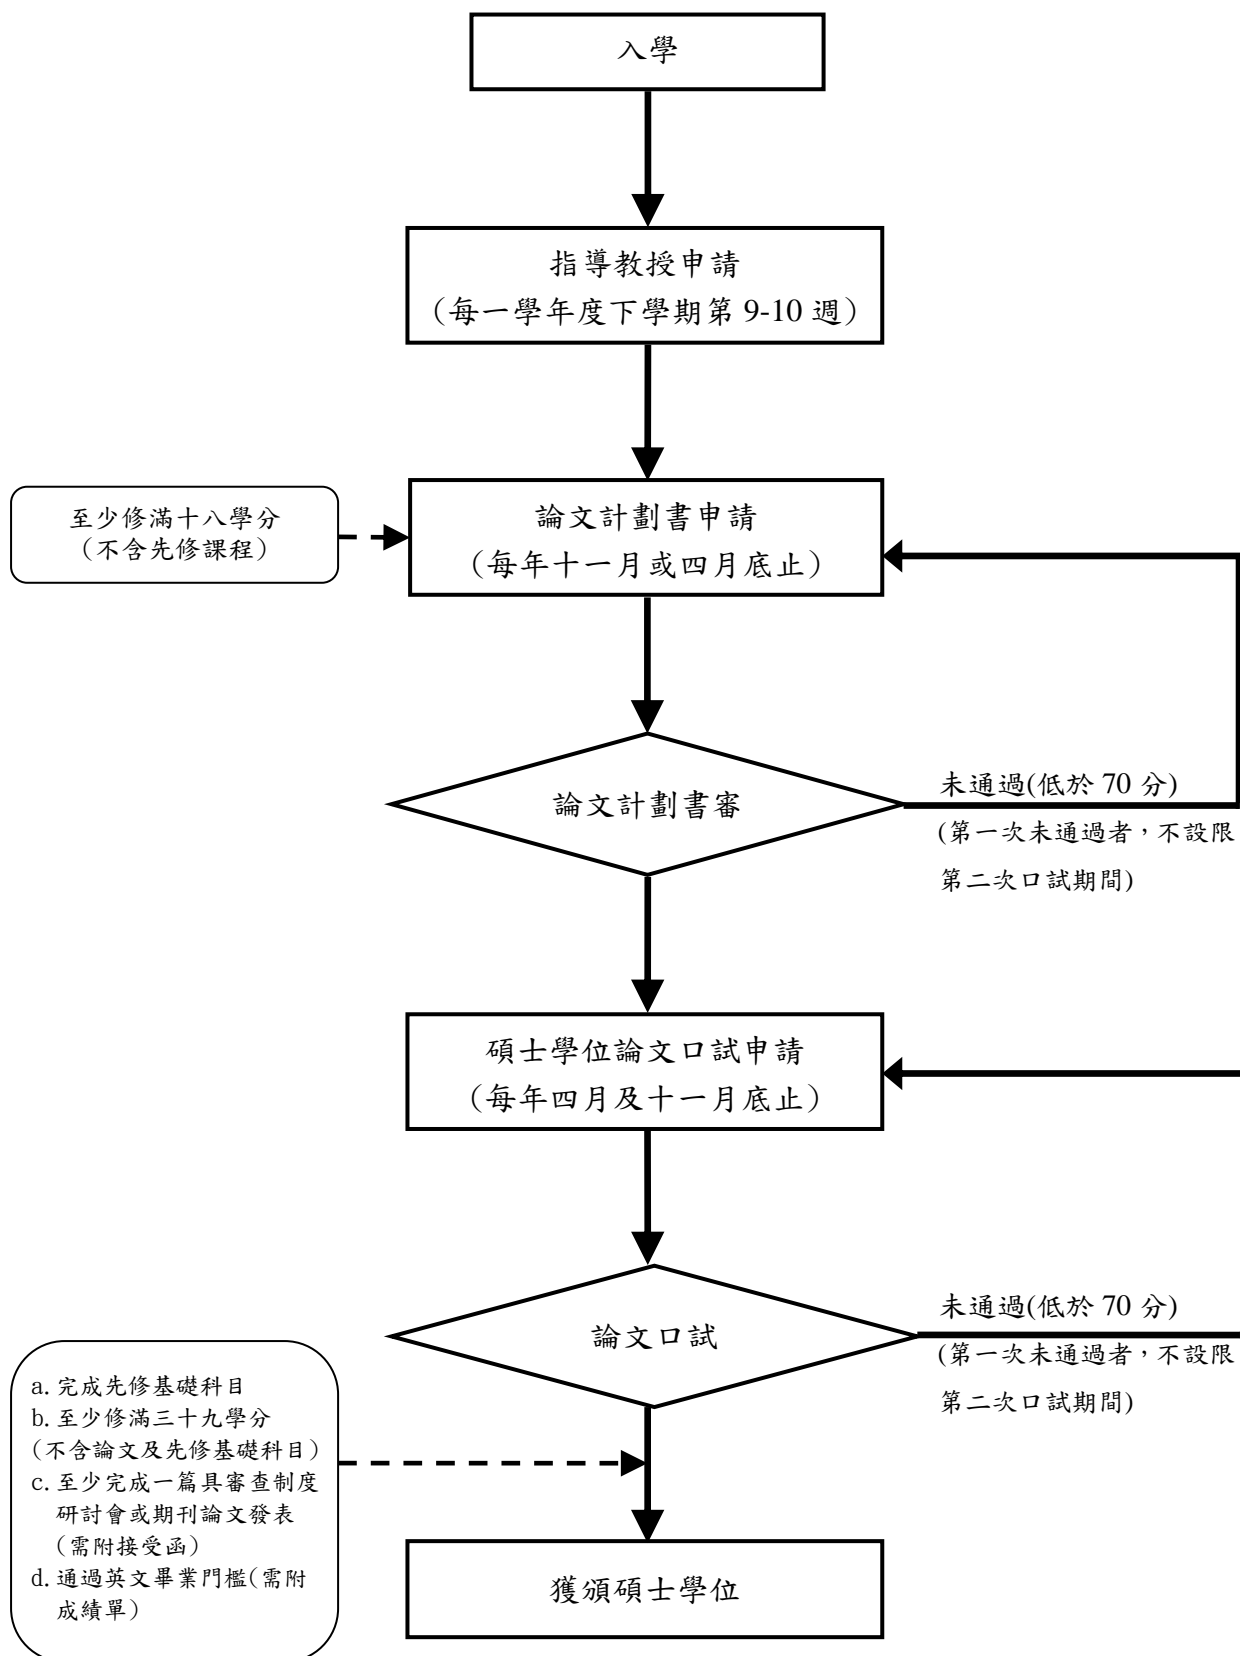 入學
指導教授申請
（每一學年度下學期第 9-10 週）
至少修滿十八學分
（不含先修課程）
論文計劃書申請
（每年十一月或四月底止）
論文計劃書審
未通過(低於 70 分)
(第一次未通過者，不設限
第二次口試期間)
碩士學位論文口試申請
（每年四月及十一月底止）
論文口試
未通過(低於 70 分)
(第一次未通過者，不設限
第二次口試期間)
a. 完成先修基礎科目
b. 至少修滿三十九學分
（不含論文及先修基礎科目）
c. 至少完成一篇具審查制度
研討會或期刊論文發表
（需附接受函）
d. 通過英文畢業門檻(需附
成績單）
獲頒碩士學位